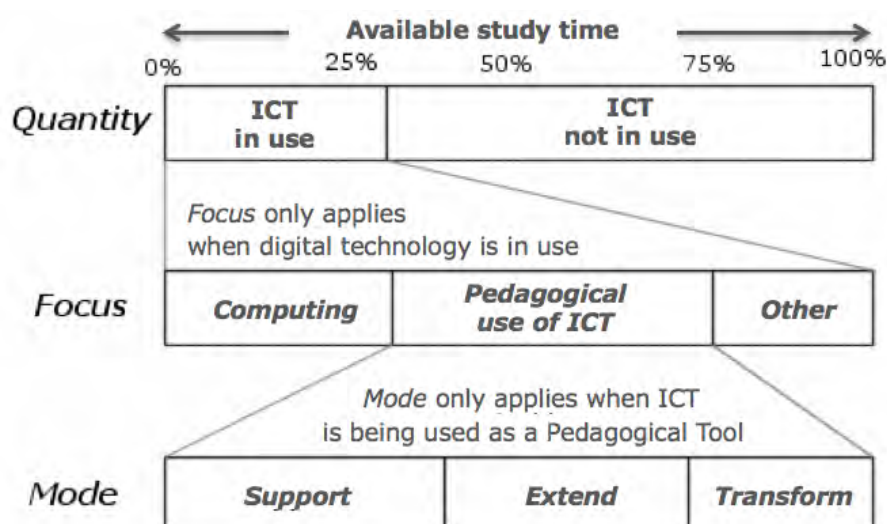 Available study time
0% 25% 50% 75% 100%
Quantity
ICT
in use
ICT
not in use
Focus only applies
when digital technology is in use
Focus
Computing
Pedagogical
use of ICT
Other
Mode only applies when ICT
is being used as a Pedagogical Tool
Mode
Support
Extend
Transform